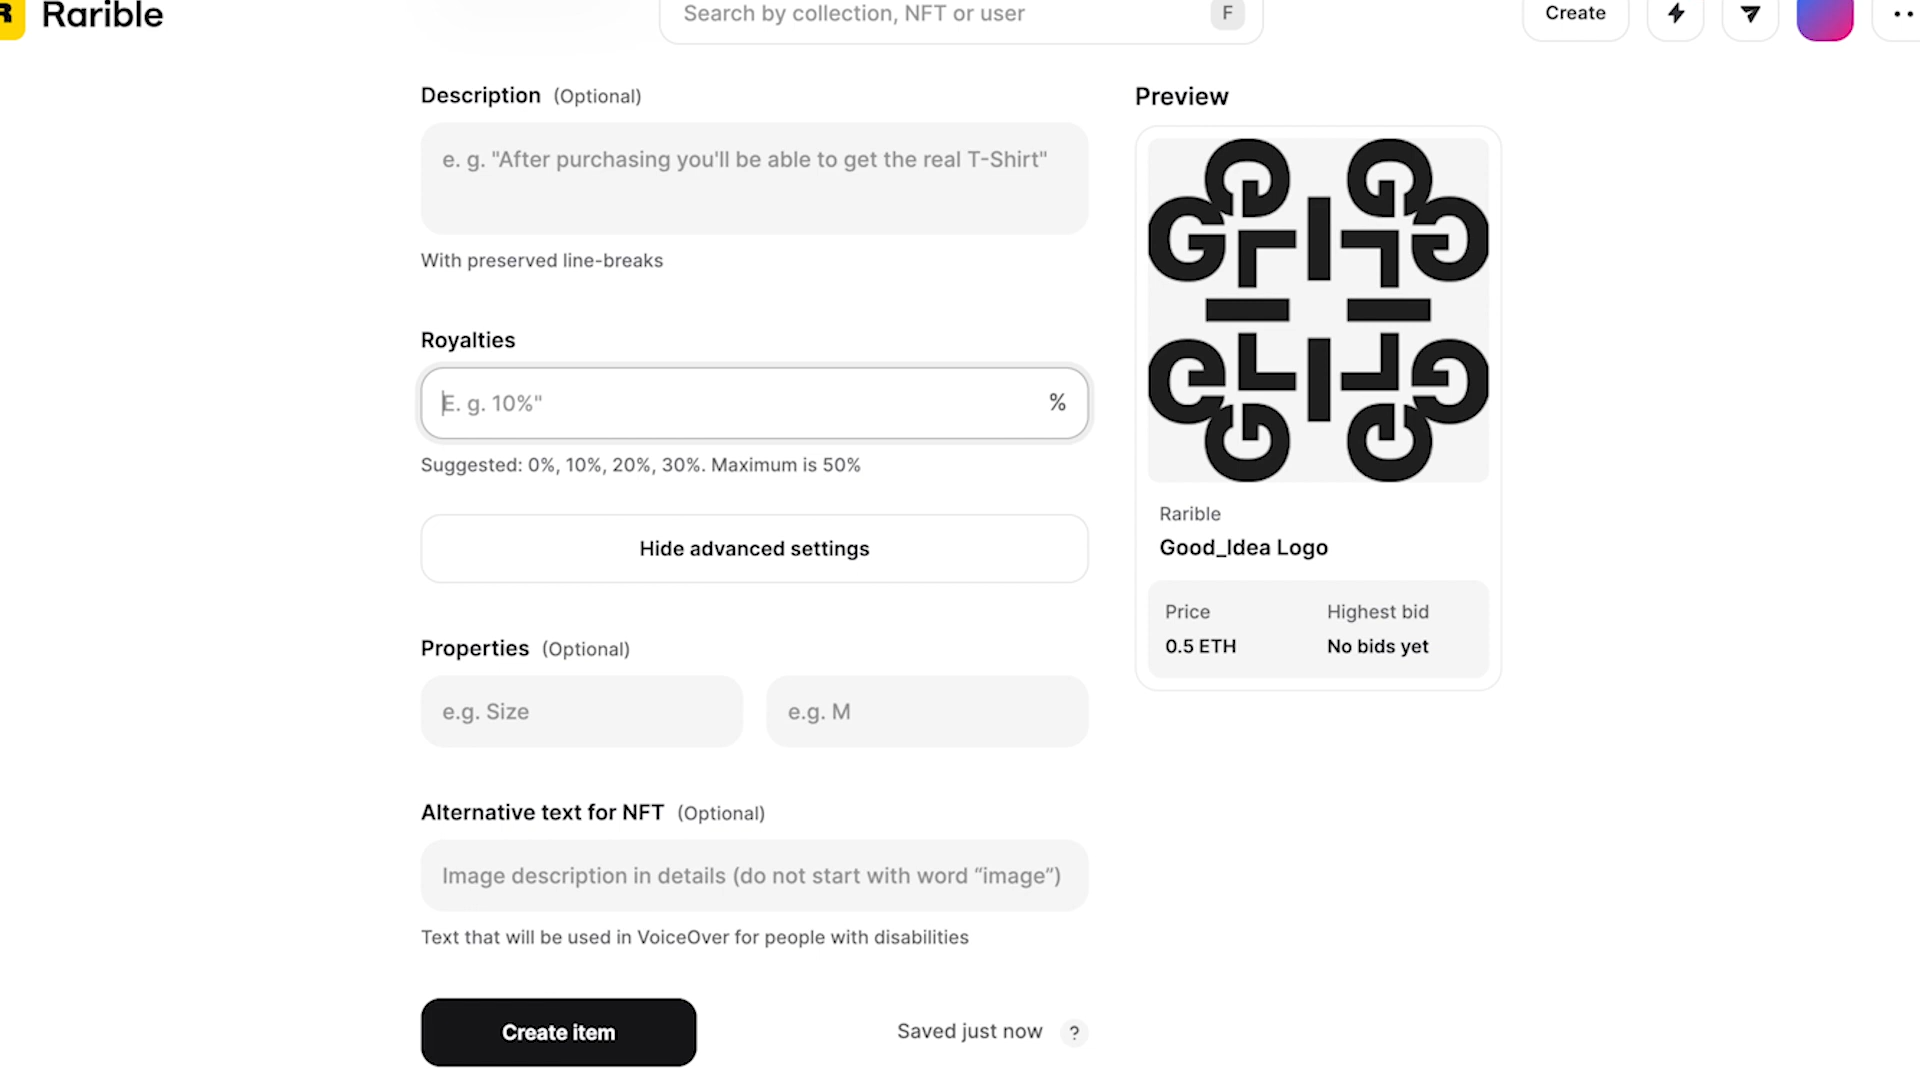 Rarible
Search by collection, NFT or user
F
Create
Description (Optional)
e. g. "After purchasing you'll be able to get the real T-Shirt"
With preserved line-breaks
Royalties
E. g. 10%"
%
Suggested: 0%, 10%, 20%, 30%. Maximum is 50%
Hide advanced settings
Properties (Optional)
e.g. Size
e.g. M
Alternative text for NFT (Optional)
Image description in details (do not start with word “image”)
Text that will be used in VoiceOver for people with disabilities
Create item
Saved just now
?
Preview
Rarible
Good_Idea Logo
Price
Highest bid
0.5 ETH
No bids yet